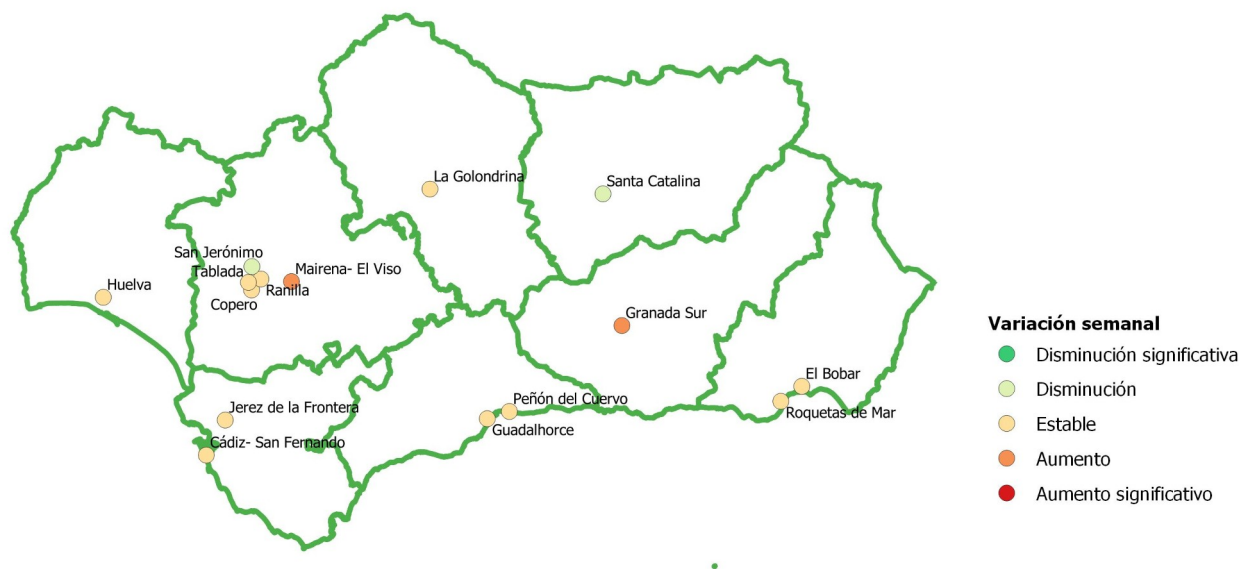 La Golondrina
Santa Catalina
San Jerónimo
Tablada
Mairena- El Viso
Ranilla
Copero
Huelva
Granada Sur
El Bobar
Roquetas de Mar
Peñón del Cuervo
Guadalhorce
Jerez de la Frontera
Cádiz- San Fernando
Variación semanal
Disminución significativa
Disminución
Estable
Aumento
Aumento significativo